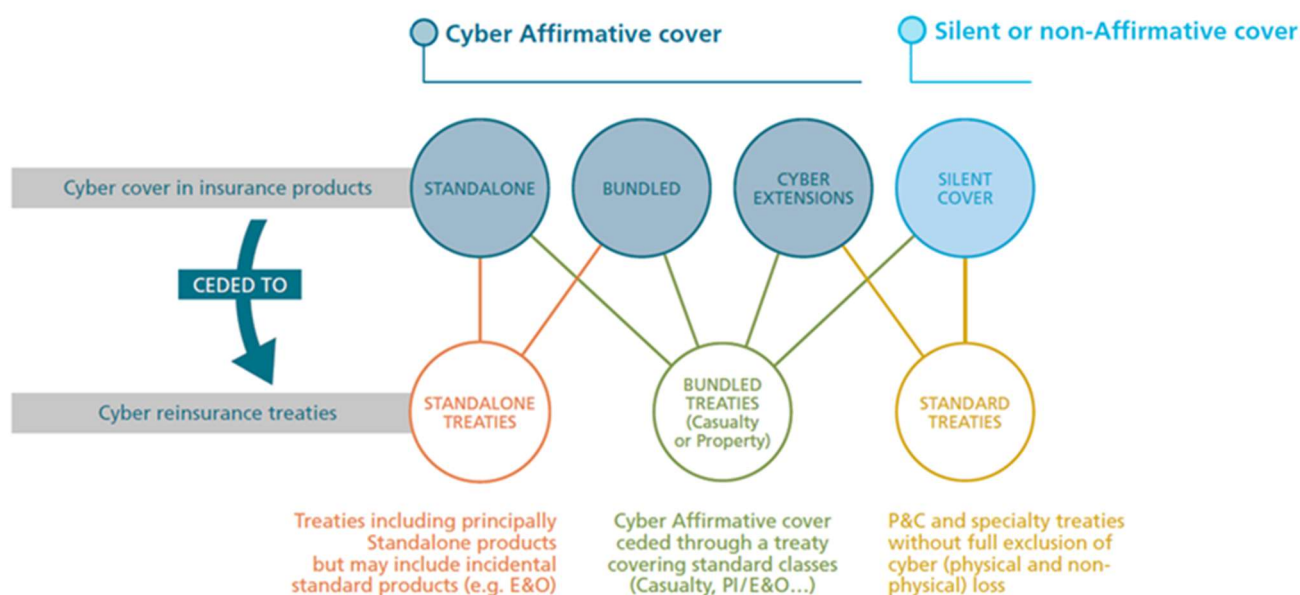 Cyber Affirmative cover
Silent or non-Affirmative cover
Cyber cover in insurance products
STANDALONE
BUNDLED
CYBER
EXTENSIONS
SILENT
COVER
CEDED TO
Cyber reinsurance treaties
STANDALONE
TREATIES
BUNDLED
TREATIES
(Casualty
or Property)
STANDARD
TREATIES
Treaties including principally
Standalone products
but may include incidental
standard products (e.g. E&O)
Cyber Affirmative cover
ceded through a treaty
covering standard classes
(Casualty, PI/E&O...)
P&C and specialty treaties
without full exclusion of
cyber (physical and non-
physical) loss